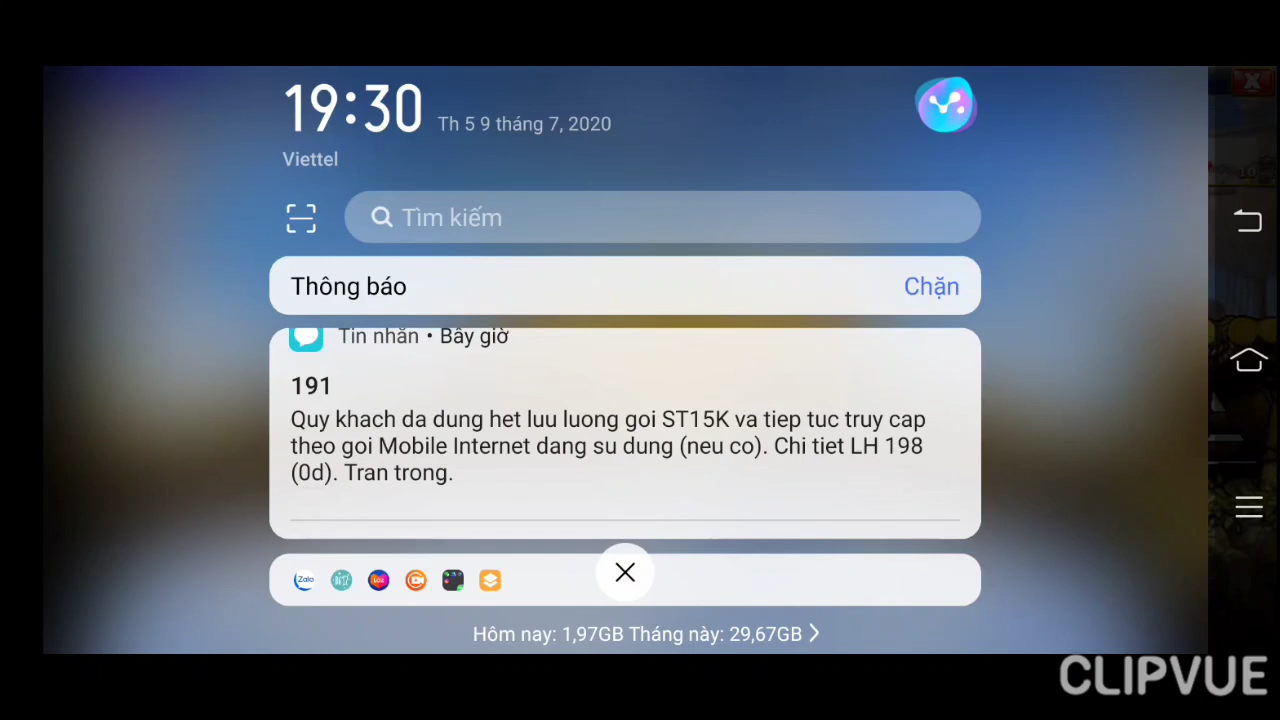 19:30 Th 5 9 tháng 7, 2020
Viettel
Tìm kiếm
Thông báo Chặn
Tin nhắn • Bây giờ
191
Quy khach da dung het luu luong goi ST15K va tiep tuc truy cap
theo goi Mobile Internet dang su dung (neu co). Chi tiet LH 198
(0d). Tran trong.
Zalo
Hôm nay: 1,97GB Tháng này: 29,67GB
CLIPVUE